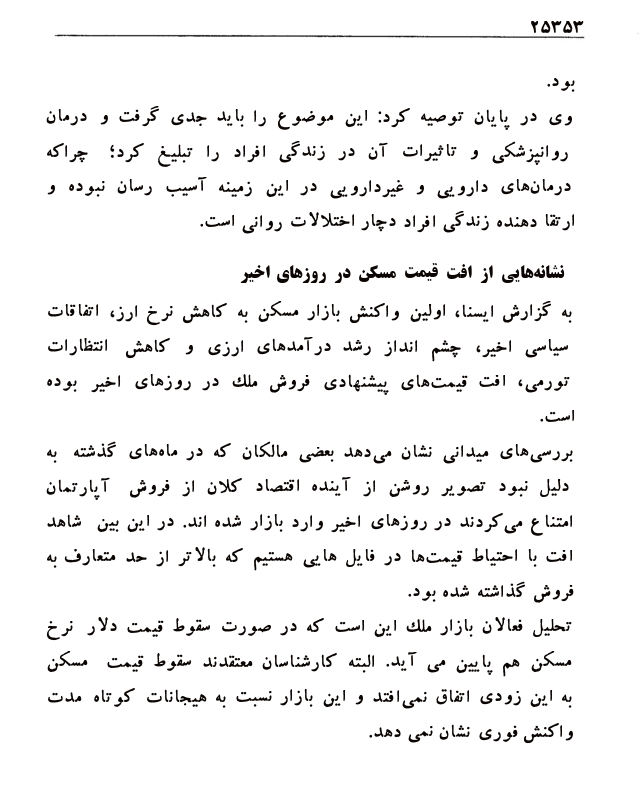 ۲۵۳۵۳
بود.
وی در پایان توصیه کرد: این موضوع را باید جدی گرفت و درمان
روانپزشکی و تاثیرات آن در زندگی افراد را تبلیغ کرد؛ چراکه
درمان‌های دارویی و غیردارویی در این زمینه آسیب رسان نبوده و
ارتقا دهنده زندگی افراد دچار اختلالات روانی است.
نشانه‌هایی از افت قیمت مسکن در روزهای اخیر
به گزارش ایسنا، اولین واکنش بازار مسکن به کاهش نرخ ارز، اتفاقات
سیاسی اخیر، چشم انداز رشد درآمدهای ارزی و کاهش انتظارات
تورمی، افت قیمت‌های پیشنهادی فروش ملك در روزهای اخیر بوده
است.
بررسی‌های میدانی نشان می‌دهد بعضی مالکان که در ماه‌های گذشته به
دلیل نبود تصویر روشن از آینده اقتصاد کلان از فروش آپارتمان
امتناع می‌کردند در روزهای اخیر وارد بازار شده اند. در این بین شاهد
افت با احتیاط قیمت‌ها در فایل هایی هستیم که بالاتر از حد متعارف به
فروش گذاشته شده بود.
تحلیل فعالان بازار ملك این است که در صورت سقوط قیمت دلار نرخ
مسکن هم پایین می آید. البته کارشناسان معتقدند سقوط قیمت مسکن
به این زودی اتفاق نمی‌افتد و این بازار نسبت به هیجانات کوتاه مدت
واکنش فوری نشان نمی دهد.